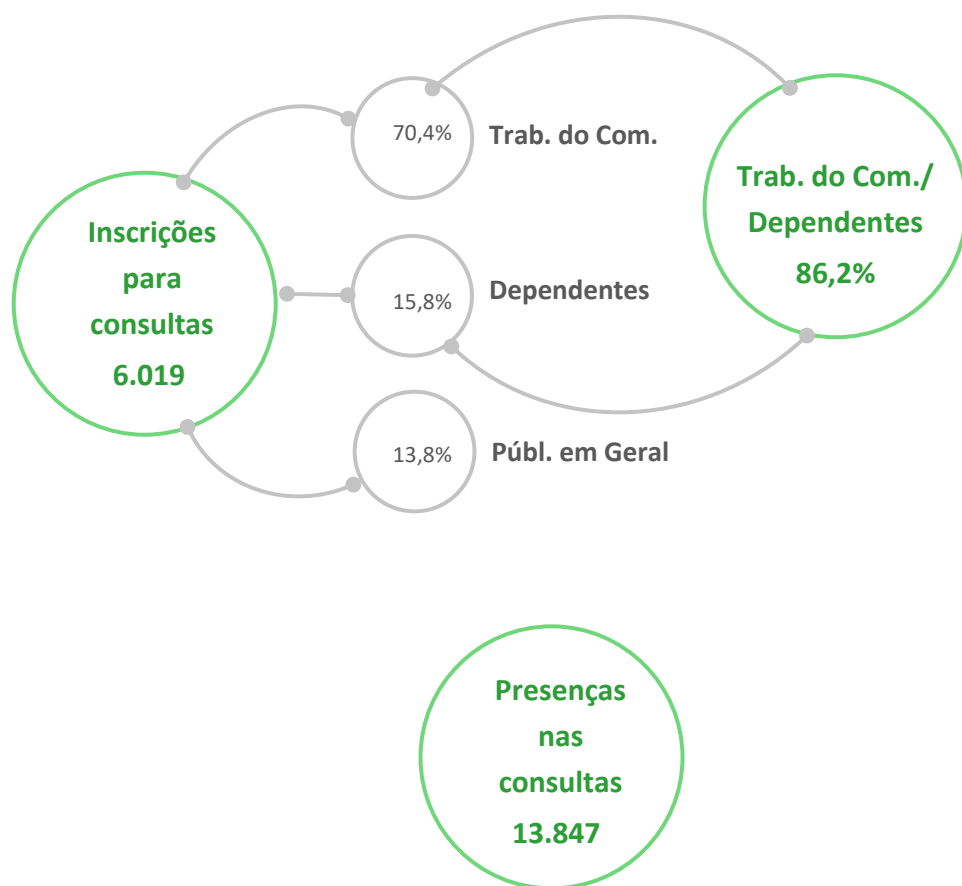 Inscrições
para
consultas
6.019
70,4%
Trab. do Com.
15,8%
Dependentes
13,8%
Públ. em Geral
Trab. do Com./
Dependentes
86,2%
Presenças
nas
consultas
13.847